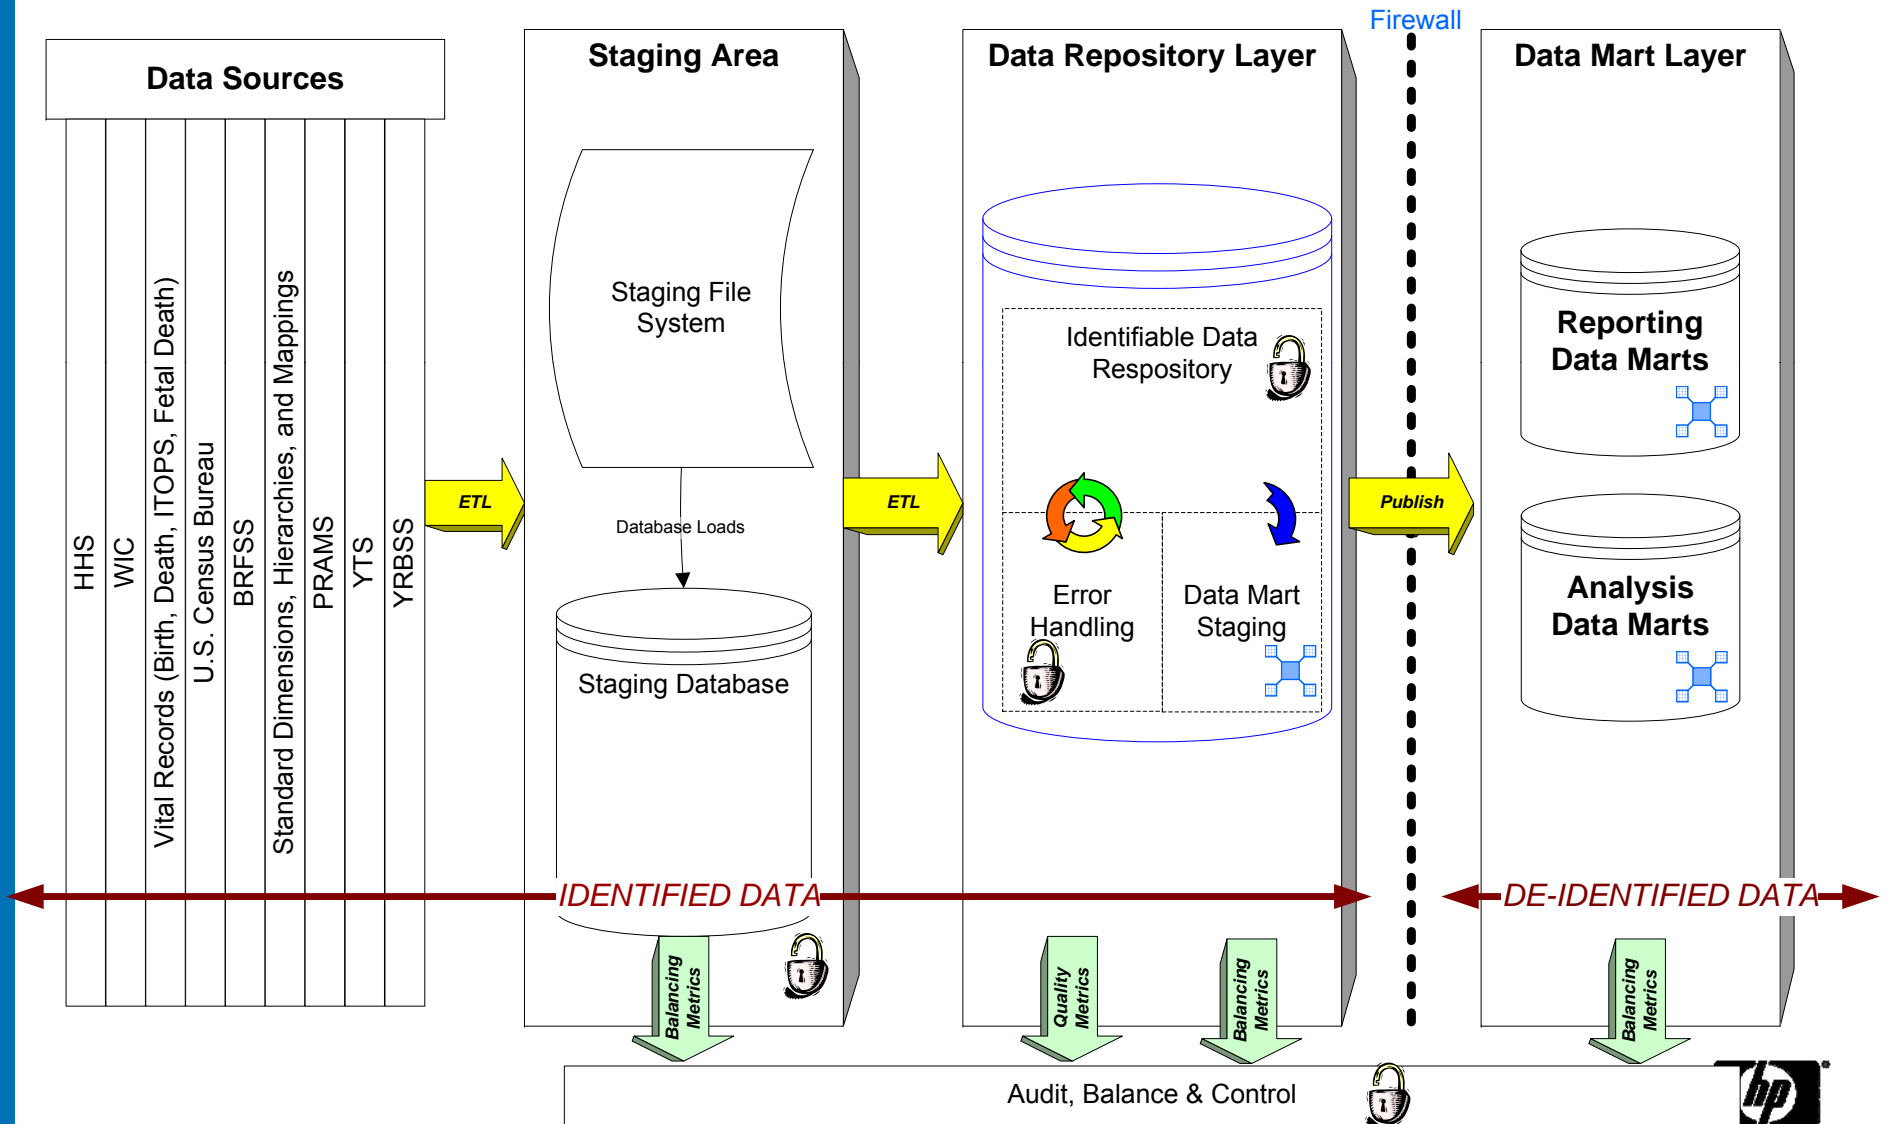 Firewall
Data Sources
Staging Area
Data Repository Layer
Data Mart Layer
HHS
WIC
Vital Records (Birth, Death, ITOPS, Fetal Death)
U.S. Census Bureau
BRFSS
Standard Dimensions, Hierarchies, and Mappings
PRAMS
YTS
YRBSS
ETL
Staging File
System
Database Loads
Staging Database
ETL
Identifiable Data
Respository
Error
Handling
Data Mart
Staging
Publish
Reporting
Data Marts
Analysis
Data Marts
IDENTIFIED DATA
DE-IDENTIFIED DATA
Balancing
Metrics
Quality
Metrics
Balancing
Metrics
Balancing
Metrics
Audit, Balance & Control
hp